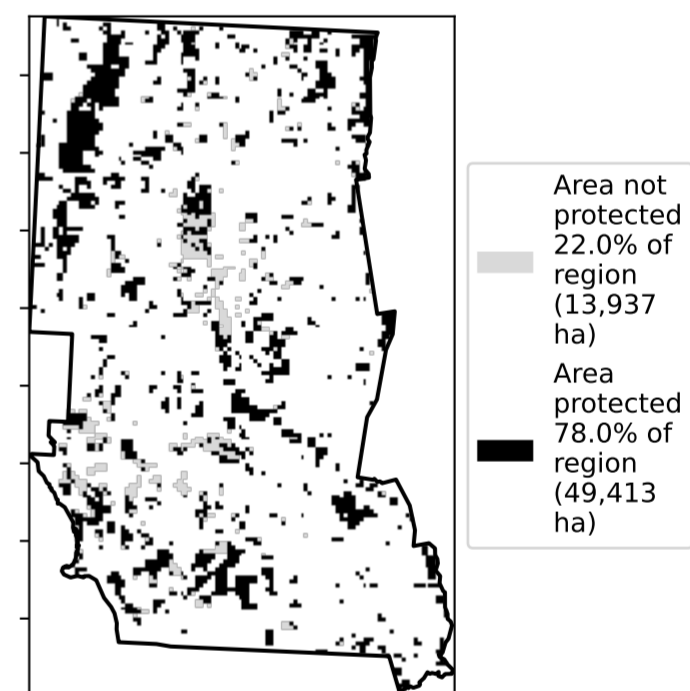 Area not
protected
22.0% of
region
(13,937
ha)
Area
protected
78.0% of
region
(49,413
ha)